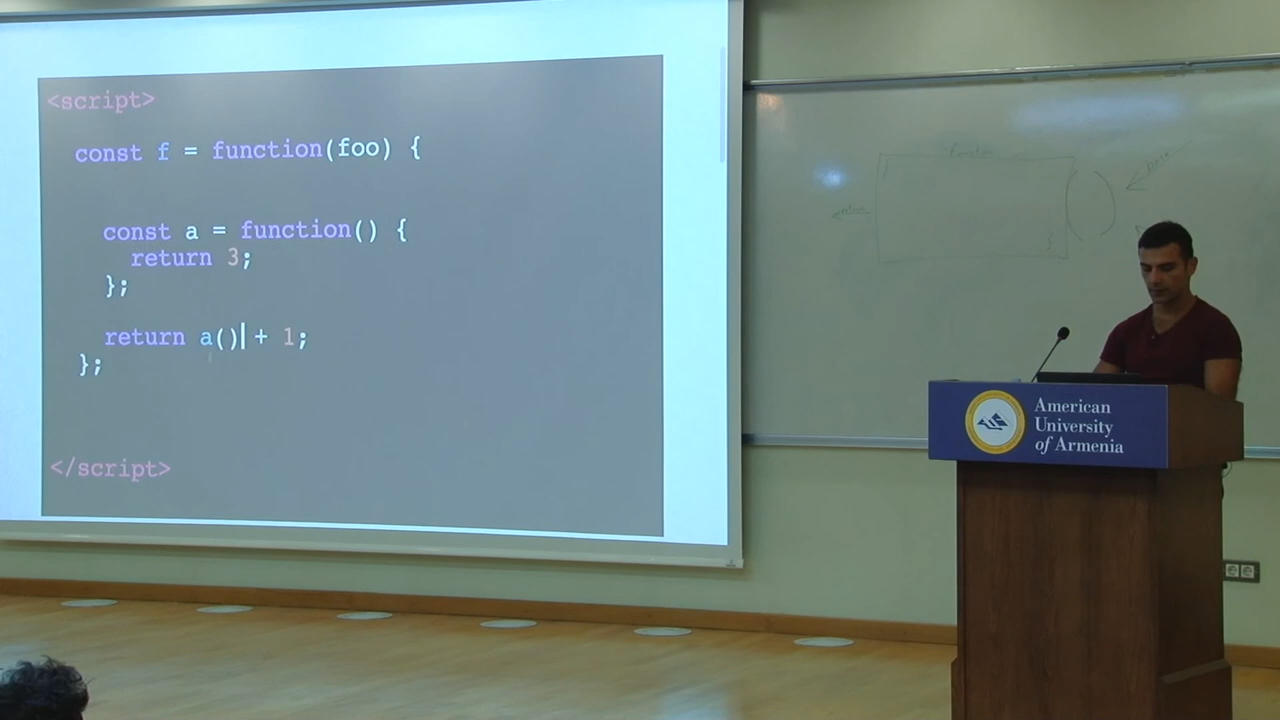 <script>
const f = function(foo) {
const a = function() {
return 3;
};
return a() + 1;
};
</script>
American
University
of Armenia